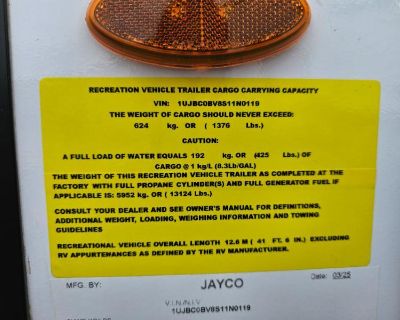 RECREATION VEHICLE TRAILER CARGO CARRYING CAPACITY
VIN: 1UJBC0BV8S11N0119
THE WEIGHT OF CARGO SHOULD NEVER EXCEED:
624 kg. OR ( 1376 Lbs.)
CAUTION:
A FULL LOAD OF WATER EQUALS 192 kg. OR (425 Lbs.) OF
CARGO @ 1 kg/L (8.3Lb/GAL)
THE WEIGHT OF THIS RECREATION VEHICLE TRAILER AS COMPLETED AT THE
FACTORY WITH FULL PROPANE CYLINDER(S) AND FULL GENERATOR FUEL IF
APPLICABLE IS: 5952 kg. OR ( 13124 Lbs.)
CONSULT YOUR DEALER AND SEE OWNER'S MANUAL FOR DEFINITIONS,
ADDITIONAL WEIGHT, LOADING, WEIGHING INFORMATION AND TOWING
GUIDELINES
RECREATIONAL VEHICLE OVERALL LENGTH 12.6 M ( 41 FT. 6 IN.) EXCLUDING
RV APPURTENANCES AS DEFINED BY THE RV MANUFACTURER.
MFG. BY: JAYCO Date: 03/25
V.I.N./N.I.V
1UJBC0BV8S11N0119